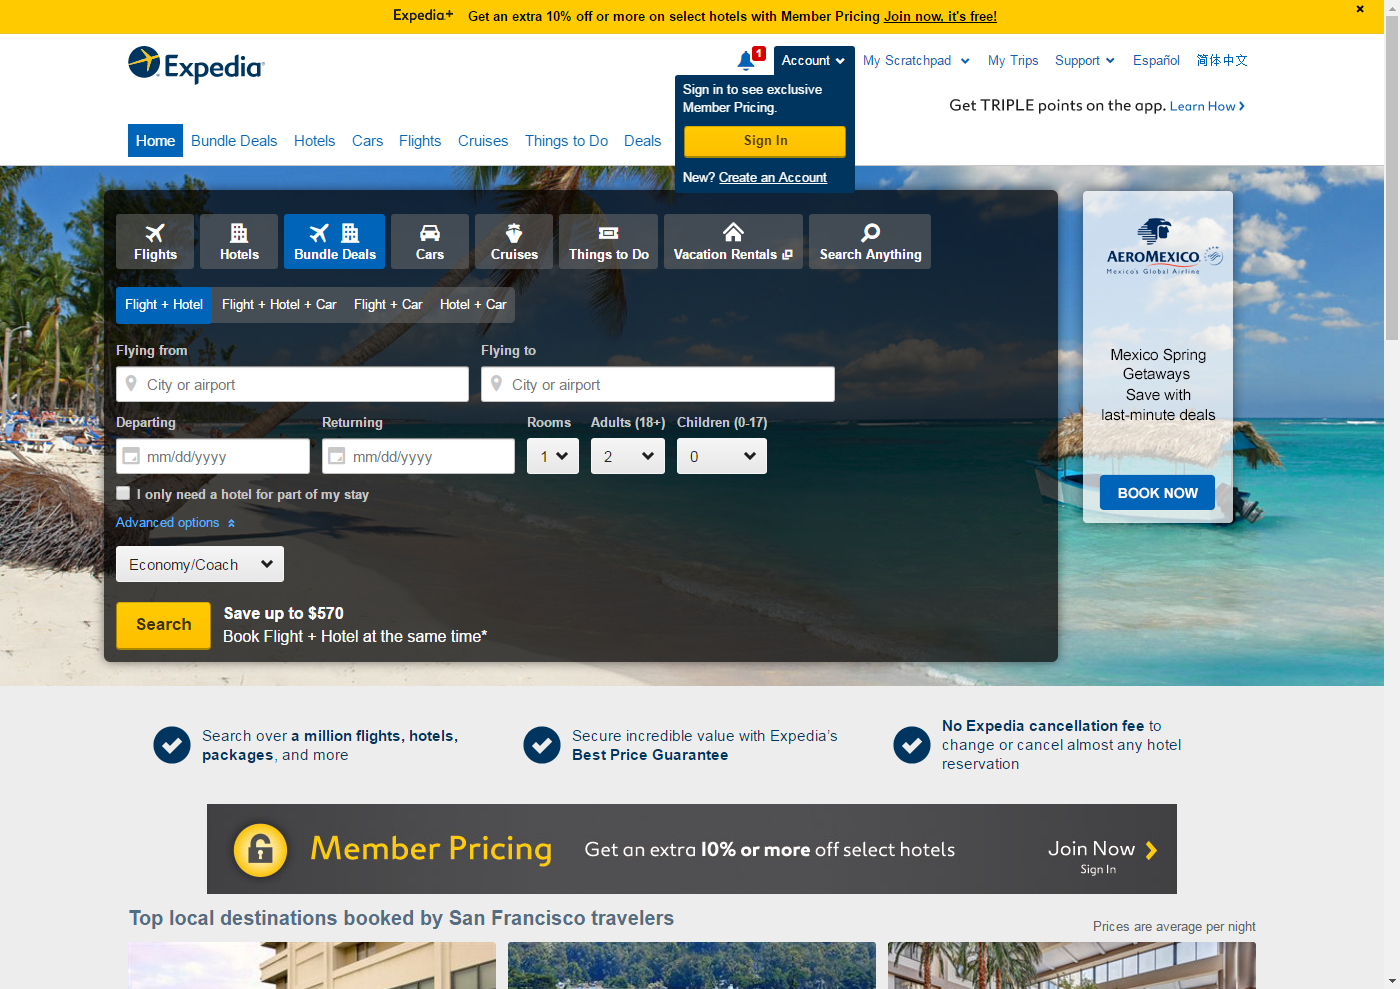 Expedia+ Get an extra 10% off or more on select hotels with Member Pricing Join now, it's free!
Expedia
1
Account
My Scratchpad
My Trips
Support
Español
简体中文
Sign in to see exclusive
Member Pricing.
Sign In
New? Create an Account
Get TRIPLE points on the app. Learn How
Home
Bundle Deals
Hotels
Cars
Flights
Cruises
Things to Do
Deals
Flights
Hotels
Bundle Deals
Cars
Cruises
Things to Do
Vacation Rentals
Search Anything
Flight + Hotel
Flight + Hotel + Car
Flight + Car
Hotel + Car
Flying from
Flying to
City or airport
City or airport
Departing
Returning
Rooms
Adults (18+)
Children (0-17)
mm/dd/yyyy
mm/dd/yyyy
1
2
0
I only need a hotel for part of my stay
Advanced options
Economy/Coach
Search
Save up to $570
Book Flight + Hotel at the same time*
AEROMEXICO.
Mexico's Global Airline
Mexico Spring
Getaways
Save with
last-minute deals
BOOK NOW
Search over a million flights, hotels,
packages, and more
Secure incredible value with Expedia's
Best Price Guarantee
No Expedia cancellation fee to
change or cancel almost any hotel
reservation
Member Pricing
Get an extra 10% or more off select hotels
Join Now
Sign In
Top local destinations booked by San Francisco travelers
Prices are average per night